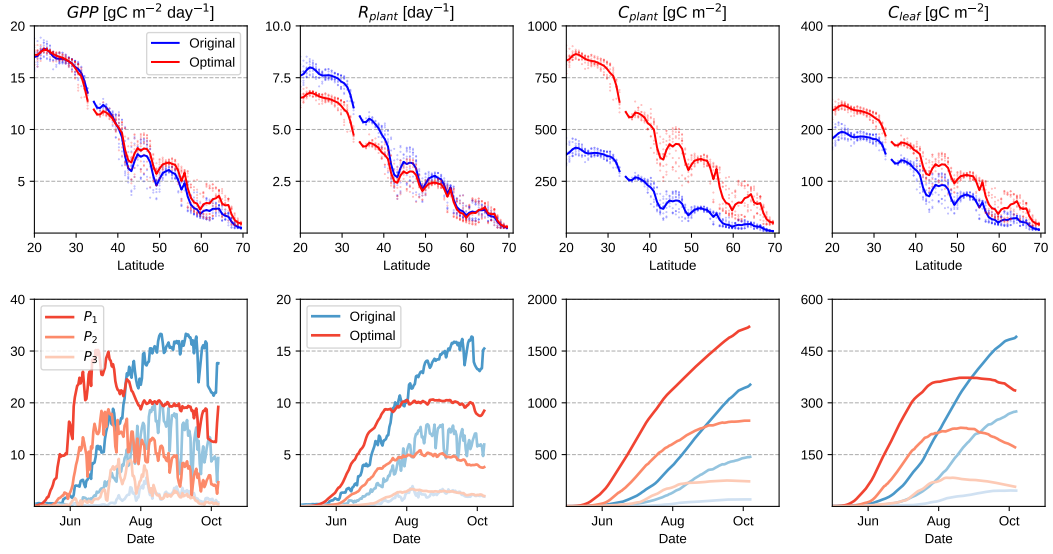 GPP [gC m⁻² day⁻¹]
R_plant [day⁻¹]
C_plant [gC m⁻²]
C_leaf [gC m⁻²]
20
15
10
5
Original
Optimal
20 30 40 50 60 70
Latitude
10.0
7.5
5.0
2.5
20 30 40 50 60 70
Latitude
1000
750
500
250
20 30 40 50 60 70
Latitude
400
300
200
100
20 30 40 50 60 70
Latitude
40
30
20
10
P₁
P₂
P₃
Jun Aug Oct
Date
20
15
10
5
Original
Optimal
Jun Aug Oct
Date
2000
1500
1000
500
Jun Aug Oct
Date
600
450
300
150
Jun Aug Oct
Date